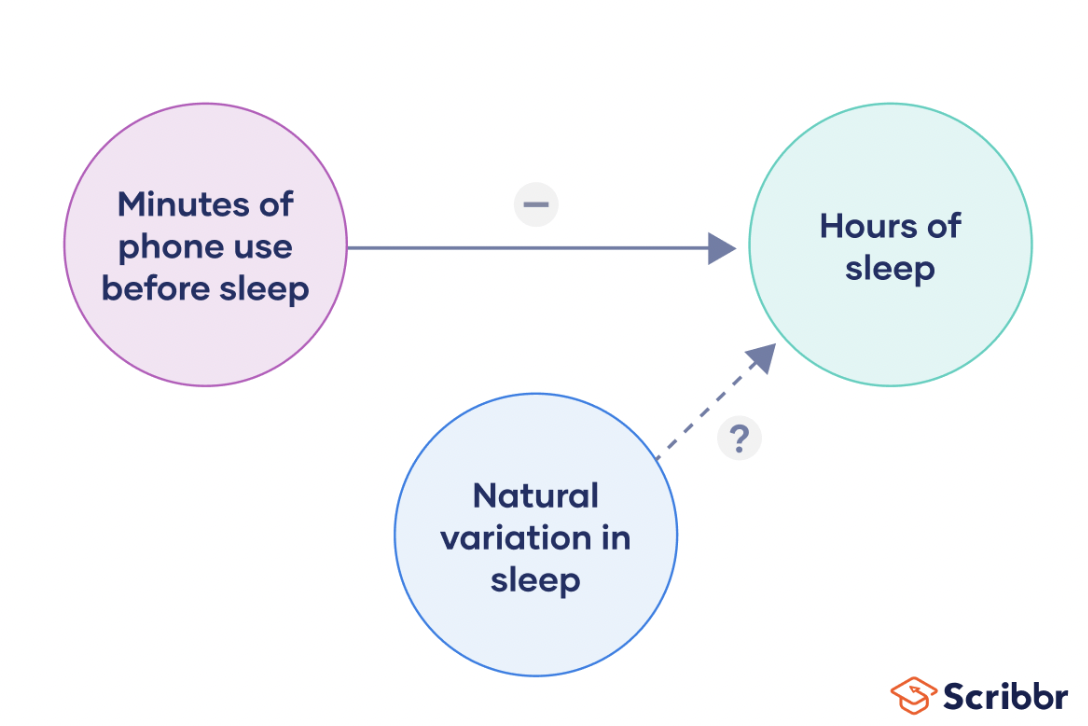 Minutes of
phone use
before sleep
−
Hours of
sleep
?
Natural
variation in
sleep
Scribbr